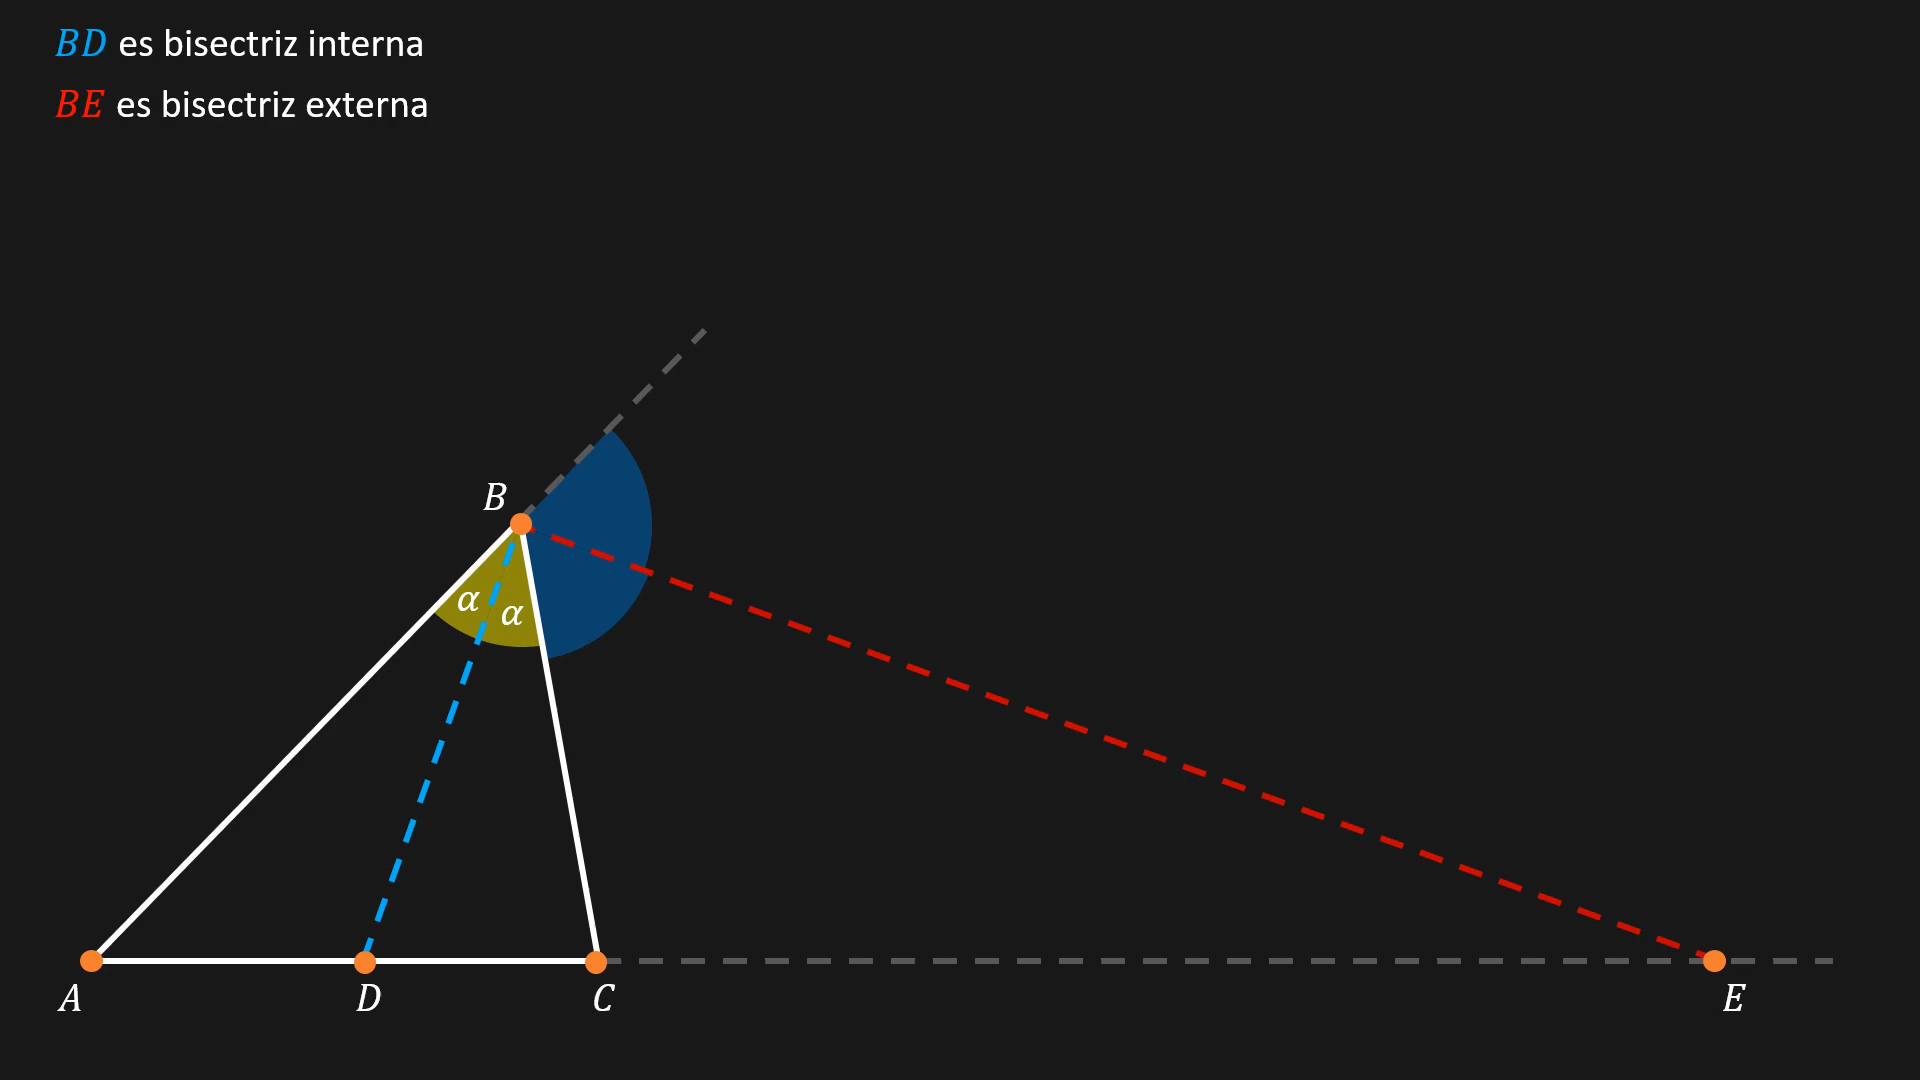 BD es bisectriz interna
BE es bisectriz externa
B
α
α
A
D
C
E